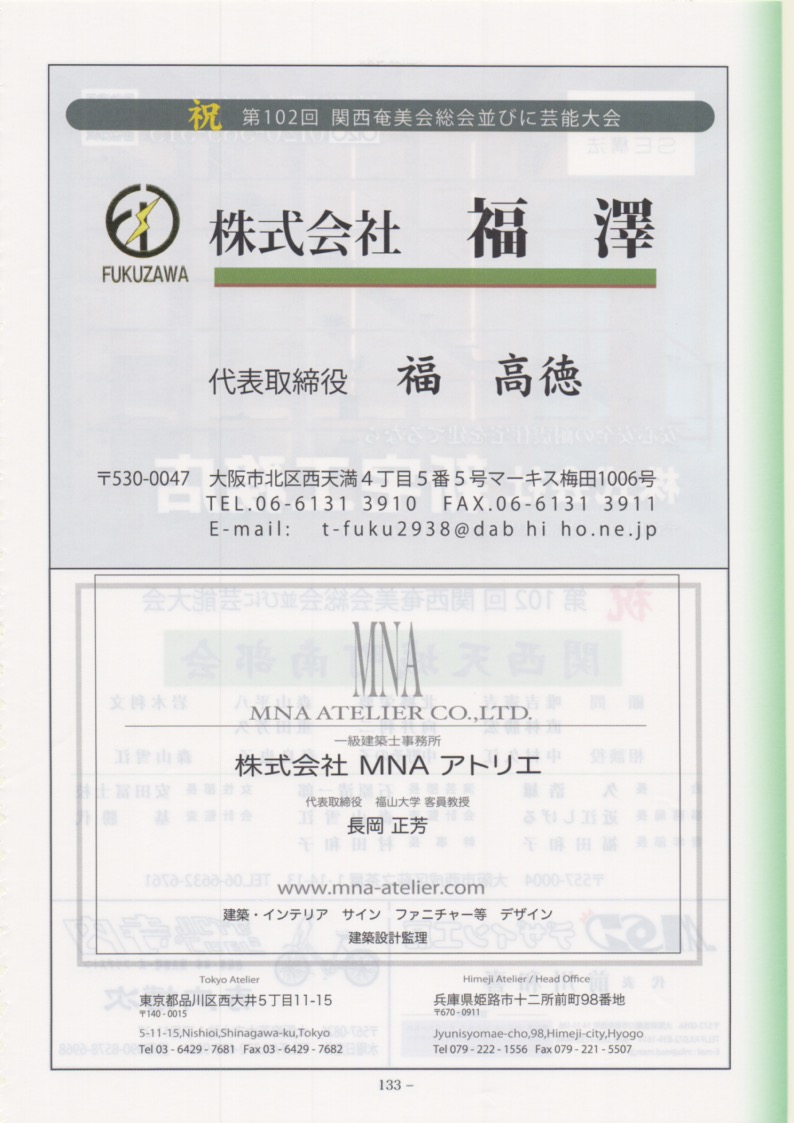 祝 第102回 関西奄美会総会並びに芸能大会
FUKUZAWA
株式会社 福 澤
代表取締役 福 高徳
〒530-0047 大阪市北区西天満4丁目5番5号マーキス梅田1006号
TEL.06-6131 3910 FAX.06-6131 3911
E-mail: t-fuku2938@dab hi ho.ne.jp
MNA
MNA ATELIER CO.,LTD.
一級建築士事務所
株式会社 MNA アトリエ
代表取締役 福山大学 客員教授
長岡 正芳
www.mna-atelier.com
建築・インテリア サイン ファニチャー等 デザイン
建築設計監理
Tokyo Atelier
東京都品川区西大井5丁目11-15
〒140-0015
5-11-15,Nishioi,Shinagawa-ku,Tokyo
Tel 03 - 6429 - 7681 Fax 03 - 6429 - 7682
Himeji Atelier / Head Office
兵庫県姫路市十二所前町98番地
〒670-0911
Jyunisyomae-cho,98,Himeji-city,Hyogo
Tel 079 - 222 - 1556 Fax 079 - 221 - 5507
133 –